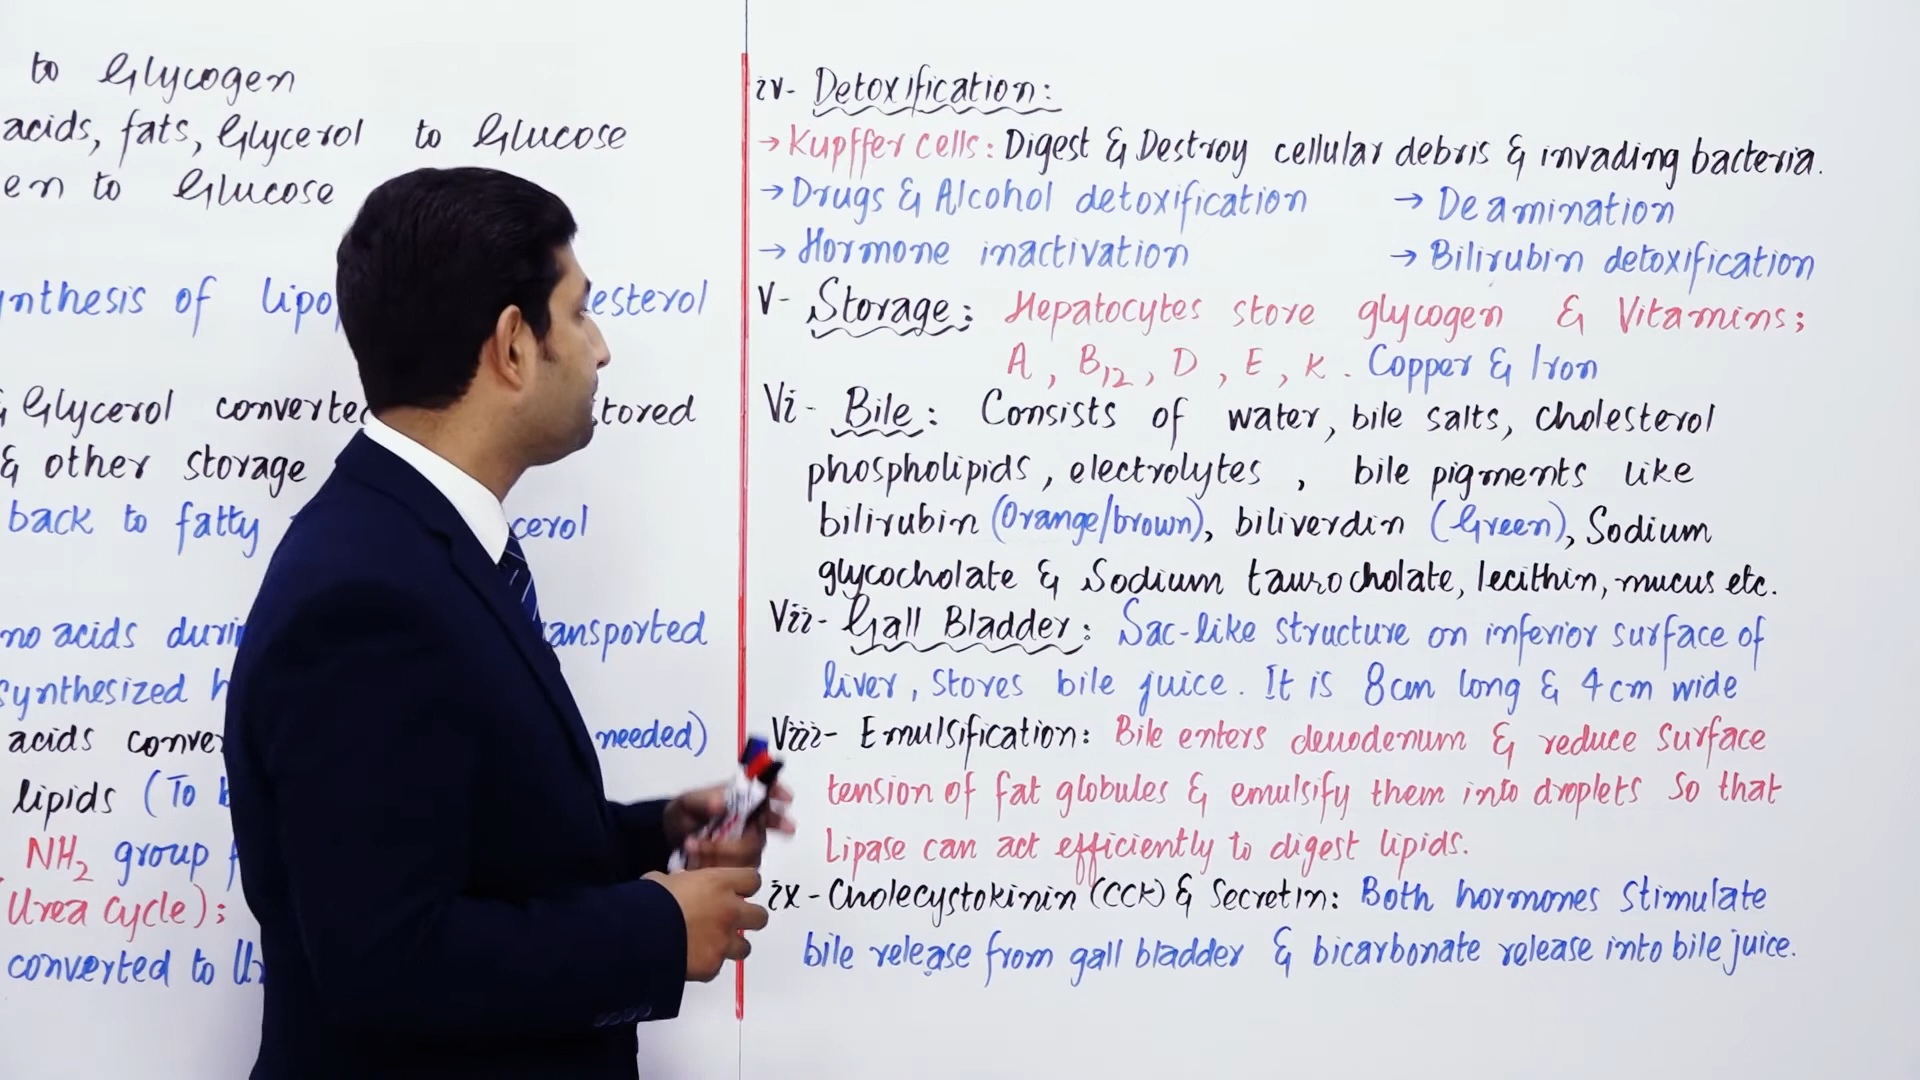 to Glycogen
acids, fats, Glycerol to Glucose
en to Glucose
nthesis of lipo esterol
& Glycerol converte tored
& other storage
back to fatty cerol
no acids durin ansported
synthesized h
acids conver needed)
lipids (To b
NH2 group f
Urea Cycle);
converted to Ur
iv- Detoxification:
→ Kupffer cells: Digest & Destroy cellular debris & invading bacteria.
→ Drugs & Alcohol detoxification → Deamination
→ Hormone inactivation → Bilirubin detoxification
V- Storage: Hepatocytes store glycogen & Vitamins;
A, B12, D, E, K. Copper & Iron
Vi- Bile: Consists of water, bile salts, cholesterol
phospholipids, electrolytes, bile pigments like
bilirubin (Orange/brown), biliverdin (Green), Sodium
glycocholate & Sodium taurocholate, lecithin, mucus etc.
Vii- Gall Bladder: Sac-like structure on inferior surface of
liver, stores bile juice. It is 8cm long & 4cm wide
Viii- Emulsification: Bile enters deuodenum & reduce surface
tension of fat globules & emulsify them into droplets so that
Lipase can act efficiently to digest lipids.
ix- Cholecystokinin (CCK) & Secretin: Both hormones stimulate
bile release from gall bladder & bicarbonate release into bile juice.